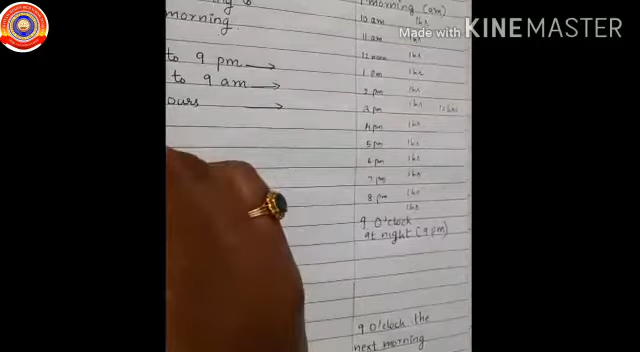 Made with KINEMASTER
morning
to 9 pm
to 9 am
ours
morning (am)
10 am 1hr
11 am 1hr
12 noon 1hr
1 pm 1hr
2 pm 1hr
3 pm 1hr 12 hrs
4 pm 1hr
5 pm 1hr
6 pm 1hr
7 pm 1hr
8 pm 1hr
1hr
9 O'clock
at night (9 pm)
9 O'clock the
next morning